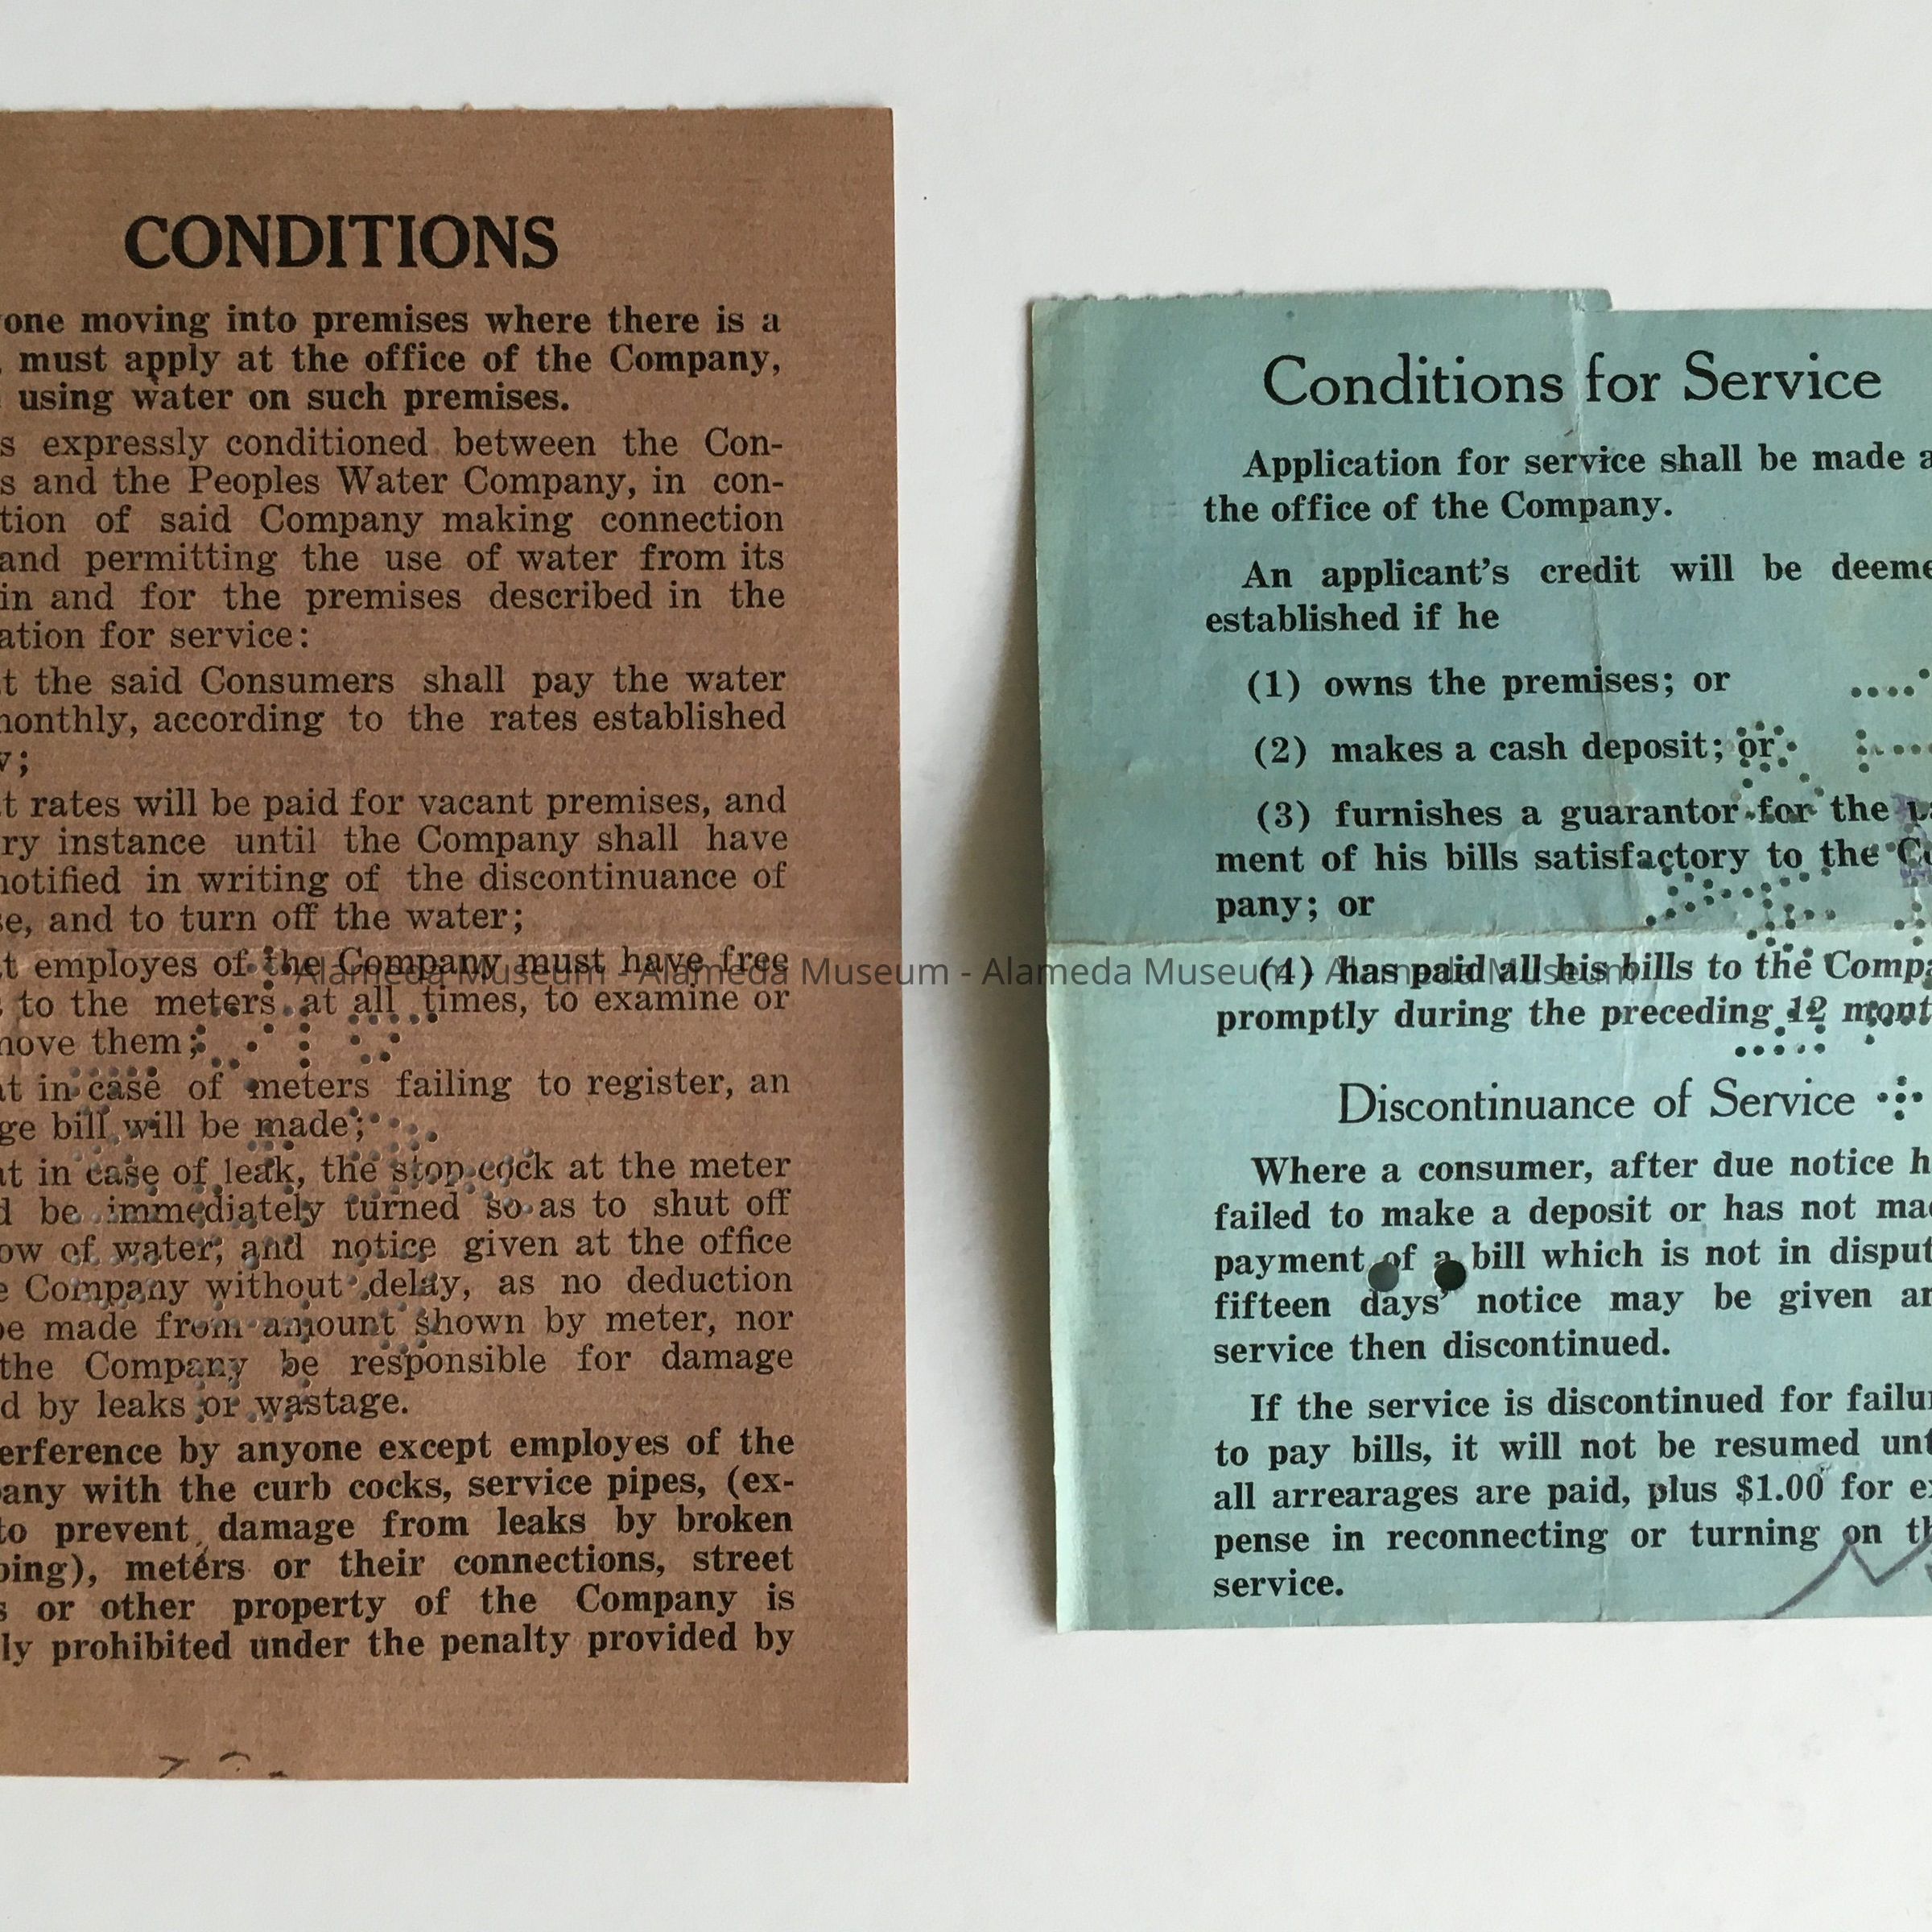 CONDITIONS
one moving into premises where there is a
must apply at the office of the Company,
using water on such premises.
s expressly conditioned between the Con-
s and the Peoples Water Company, in con-
tion of said Company making connection
and permitting the use of water from its
in and for the premises described in the
ation for service:
t the said Consumers shall pay the water
monthly, according to the rates established
y;
t rates will be paid for vacant premises, and
ry instance until the Company shall have
notified in writing of the discontinuance of
se, and to turn off the water;
t employes of the Company must have free
s to the meters at all times, to examine or
move them;
at in case of meters failing to register, an
ge bill will be made;
at in case of leak, the stop cock at the meter
d be immediately turned so as to shut off
ow of water, and notice given at the office
e Company without delay, as no deduction
be made from amount shown by meter, nor
the Company be responsible for damage
d by leaks or wastage.
erference by anyone except employes of the
any with the curb cocks, service pipes, (ex-
to prevent damage from leaks by broken
ping), meters or their connections, street
s or other property of the Company is
ly prohibited under the penalty provided by
Conditions for Service
Application for service shall be made a
the office of the Company.
An applicant's credit will be deeme
established if he
(1) owns the premises; or
(2) makes a cash deposit; or
(3) furnishes a guarantor for the
ment of his bills satisfactory to the Co
pany; or
(4) has paid all his bills to the Compa
promptly during the preceding 12 mont
Discontinuance of Service
Where a consumer, after due notice h
failed to make a deposit or has not mad
payment of a bill which is not in disput
fifteen days' notice may be given an
service then discontinued.
If the service is discontinued for failur
to pay bills, it will not be resumed unt
all arrearages are paid, plus $1.00 for ex
pense in reconnecting or turning on th
service.
Alameda Museum - Alameda Museum - Alameda Museum - Alameda Museum